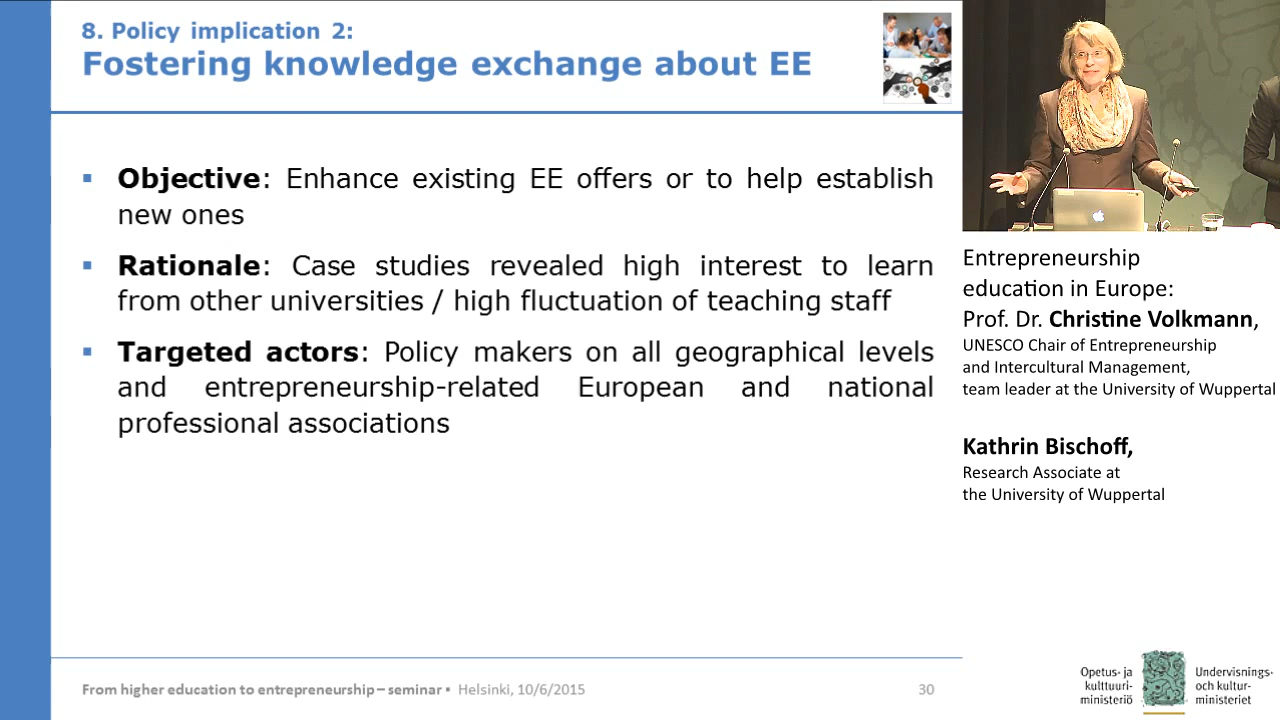 8. Policy implication 2:
Fostering knowledge exchange about EE
▪ Objective: Enhance existing EE offers or to help establish
new ones
▪ Rationale: Case studies revealed high interest to learn
from other universities / high fluctuation of teaching staff
▪ Targeted actors: Policy makers on all geographical levels
and entrepreneurship-related European and national
professional associations
From higher education to entrepreneurship – seminar ▪ Helsinki, 10/6/2015
30
Entrepreneurship
education in Europe:
Prof. Dr. Christine Volkmann,
UNESCO Chair of Entrepreneurship
and Intercultural Management,
team leader at the University of Wuppertal
Kathrin Bischoff,
Research Associate at
the University of Wuppertal
Opetus- ja
kulttuuri-
ministeriö
Undervisnings-
och kultur-
ministeriet